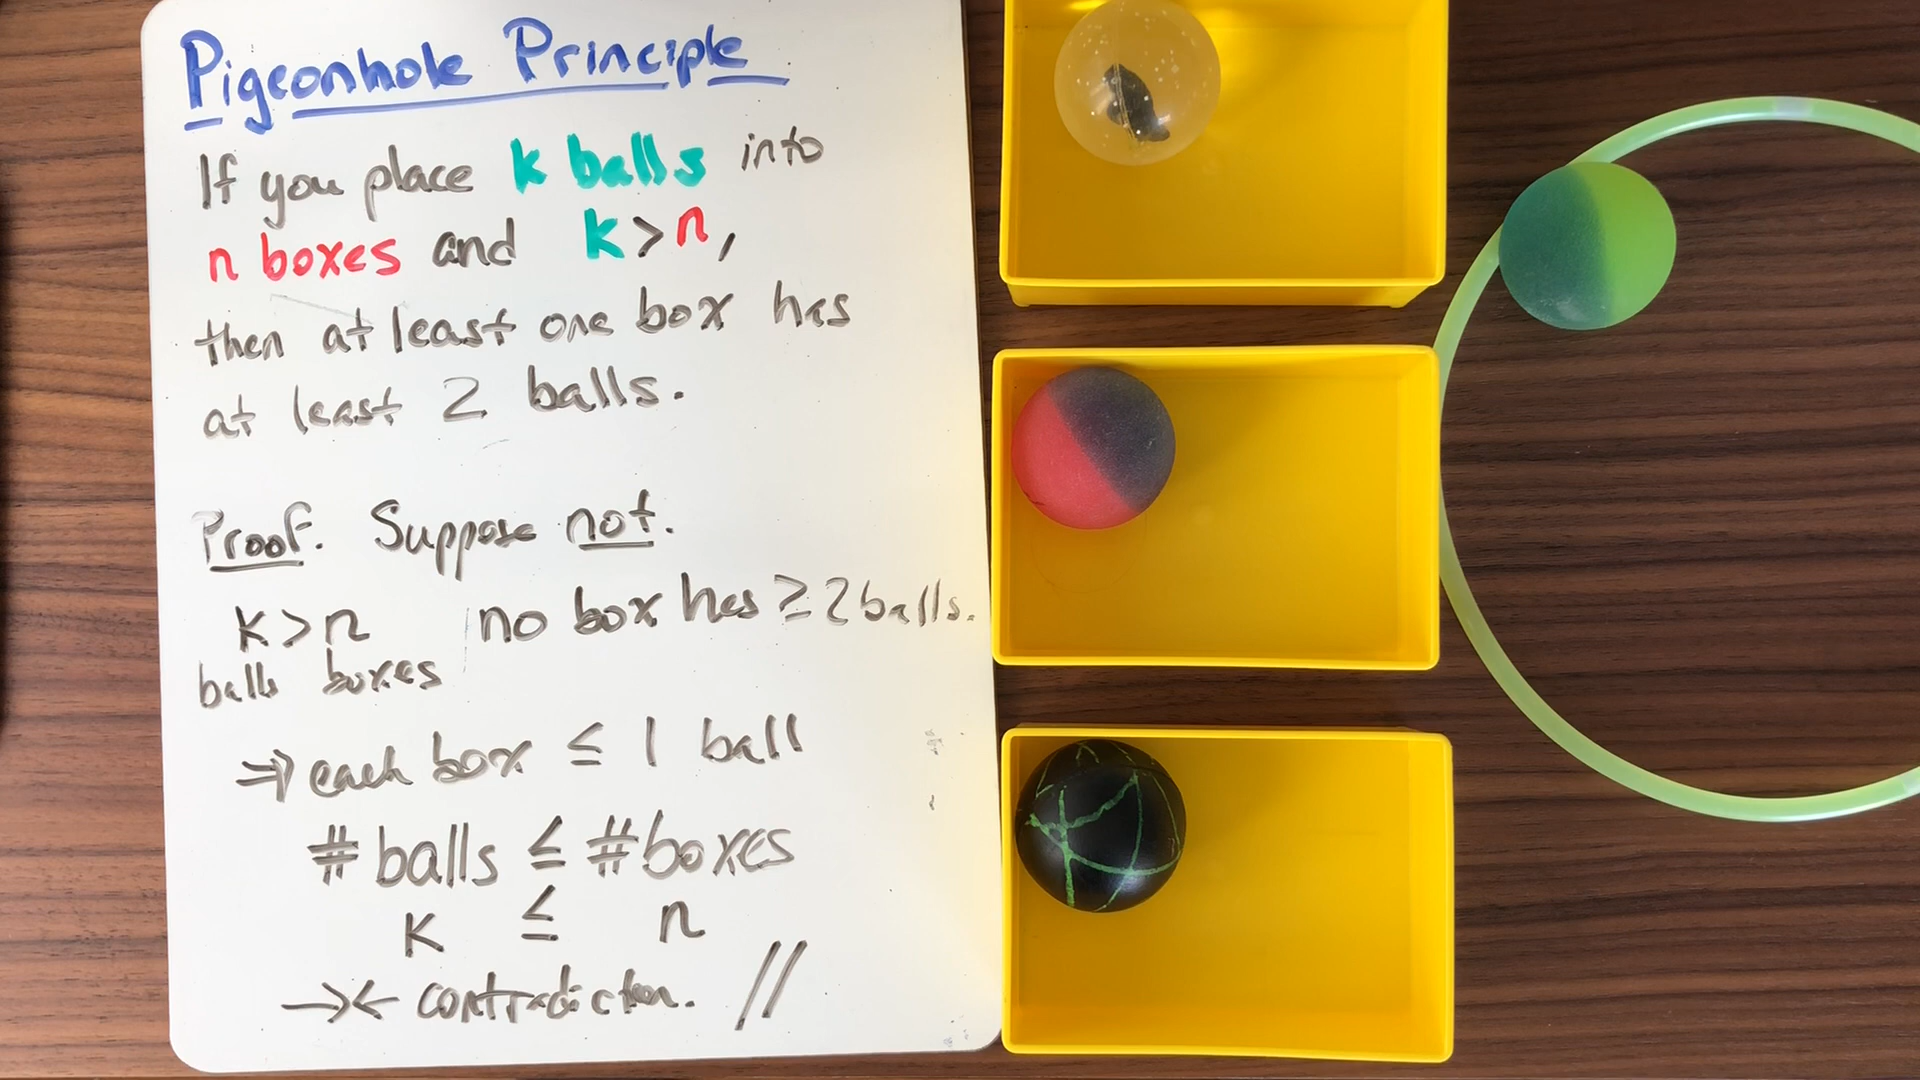 Pigeonhole Principle
If you place k balls into
n boxes and k>n,
then at least one box has
at least 2 balls.
Proof. Suppose not.
k>n no box has ≥2 balls.
balls boxes
⇒ each box ≤ 1 ball
# balls ≤ #boxes
k ≤ n
→← contradiction. //